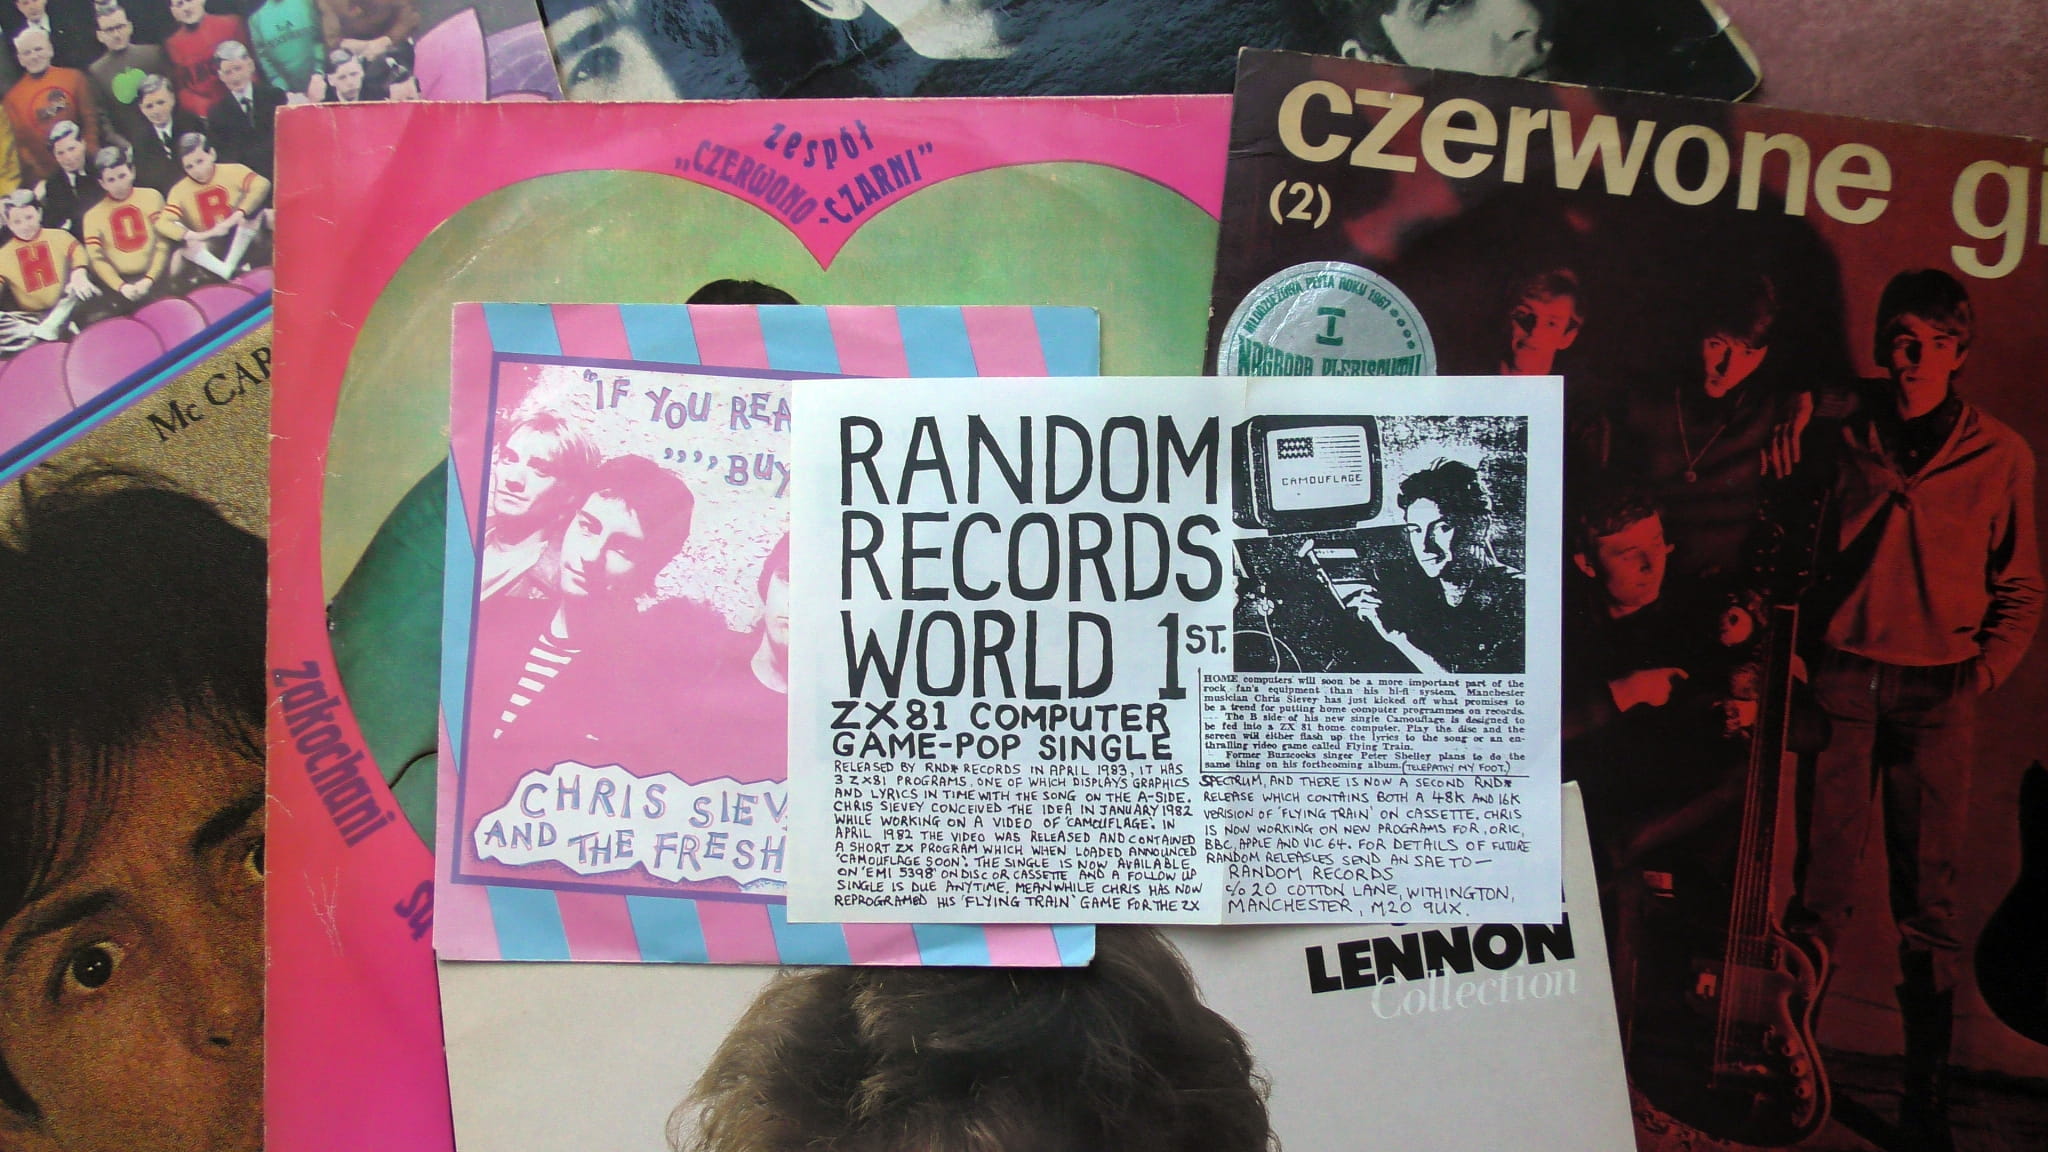 H O R
Mc CAR
zespół
„CZERWONO
-CZARNI”
zakochani
są
czerwone gi
(2)
MŁODZIEŻOWA PŁYTA ROKU 1967
I
NAGRODA PLEBISCYTU
"IF YOU REA
,,,,BUY
CHRIS SIEV
AND THE FRESH
RANDOM
RECORDS
WORLD 1ST.
ZX81 COMPUTER
GAME-POP SINGLE
RELEASED BY RND* RECORDS IN APRIL 1983, IT HAS
3 ZX81 PROGRAMS, ONE OF WHICH DISPLAYS GRAPHICS
AND LYRICS IN TIME WITH THE SONG ON THE A-SIDE.
CHRIS SIEVEY CONCEIVED THE IDEA IN JANUARY 1982
WHILE WORKING ON A VIDEO OF 'CAMOUFLAGE'. IN
APRIL 1982 THE VIDEO WAS RELEASED AND CONTAINED
A SHORT ZX PROGRAM WHICH WHEN LOADED ANNOUNCED
'CAMOUFLAGE SOON'. THE SINGLE IS NOW AVAILABLE
ON 'EMI 5398' ON DISC OR CASSETTE AND A FOLLOW UP
SINGLE IS DUE ANYTIME. MEANWHILE CHRIS HAS NOW
REPROGRAMED HIS 'FLYING TRAIN' GAME FOR THE ZX
CAMOUFLAGE
HOME computers will soon be a more important part of the
rock fan's equipment than his hi-fi system. Manchester
musician Chris Sievey has just kicked off what promises to
be a trend for putting home computer programmes on records.
The B side of his new single Camouflage is designed to
be fed into a ZX 81 home computer. Play the disc and the
screen will either flash up the lyrics to the song or an en-
thralling video game called Flying Train.
Former Buzzcocks singer Peter Shelley plans to do the
same thing on his forthcoming album. (TELEPATHY MY FOOT.)
SPECTRUM, AND THERE IS NOW A SECOND RND*
RELEASE WHICH CONTAINS BOTH A 48K AND 16K
VERISION OF 'FLYING TRAIN' ON CASSETTE. CHRIS
IS NOW WORKING ON NEW PROGRAMS FOR, ORIC,
BBC, APPLE AND VIC 64. FOR DETAILS OF FUTURE
RANDOM RELEASES SEND AN SAE TO —
RANDOM RECORDS
c/o 20 COTTON LANE, WITHINGTON,
MANCHESTER, M20 9UX.
LENNON
Collection